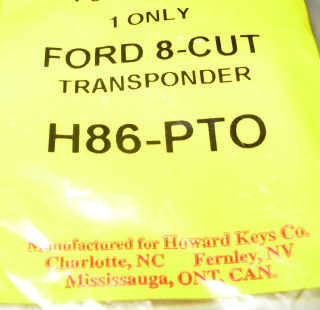 1 ONLY
FORD 8-CUT
TRANSPONDER
H86-PTO
Manufactured for Howard Keys Co.
Charlotte, NC Fernley, NV
Mississauga, ONT. CAN.